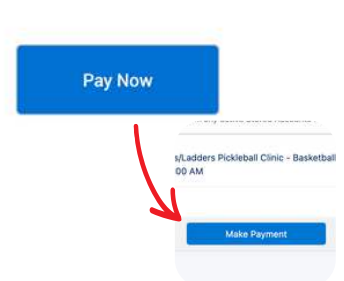 Pay Now
s/Ladders Pickleball Clinic - Basketball
00 AM
Make Payment